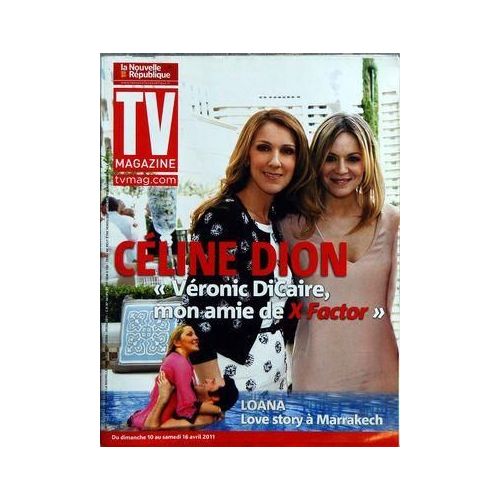 la Nouvelle
République
TV
MAGAZINE
tvmag.com
CÉLINE DION
« Véronic DiCaire,
mon amie de X Factor »
LOANA
Love story à Marrakech
Du dimanche 10 au samedi 16 avril 2011